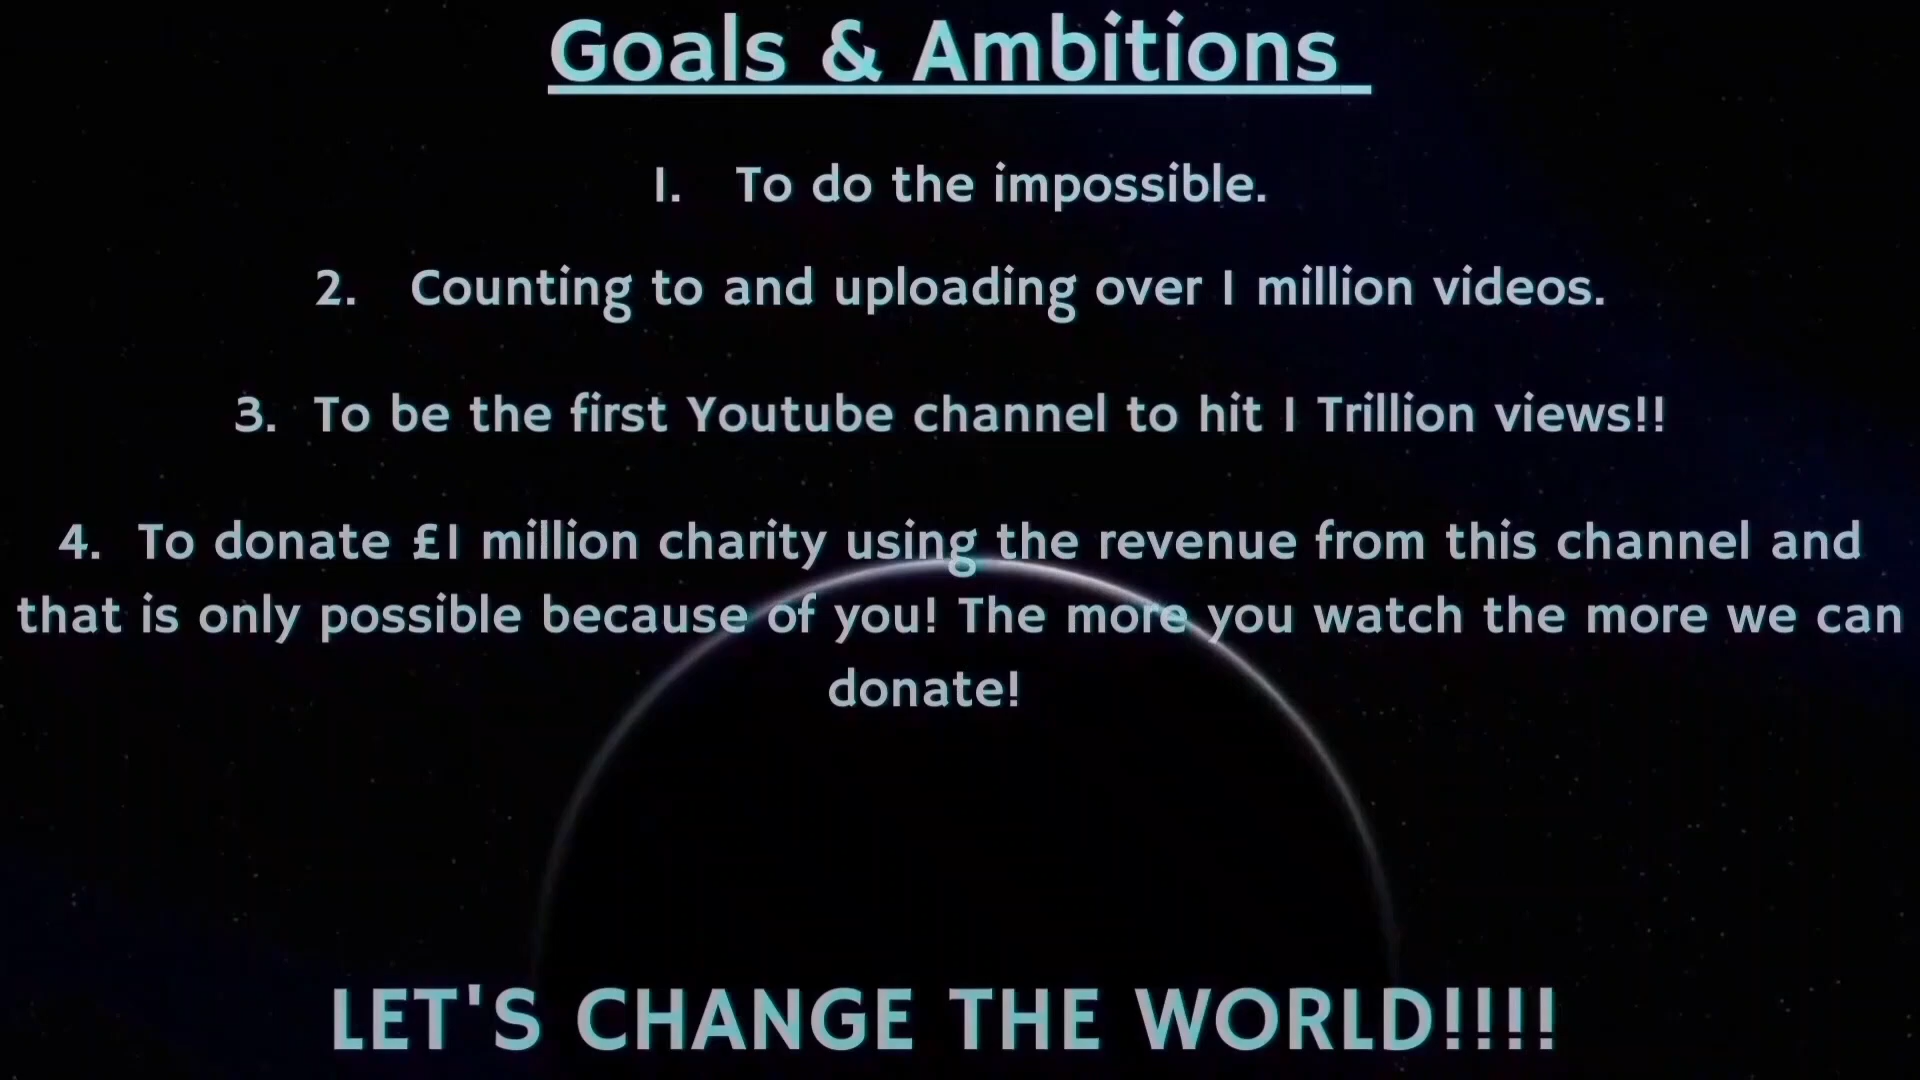 Goals & Ambitions
1. To do the impossible.
2. Counting to and uploading over 1 million videos.
3. To be the first Youtube channel to hit 1 Trillion views!!
4. To donate £1 million charity using the revenue from this channel and
that is only possible because of you! The more you watch the more we can
donate!
LET'S CHANGE THE WORLD!!!!